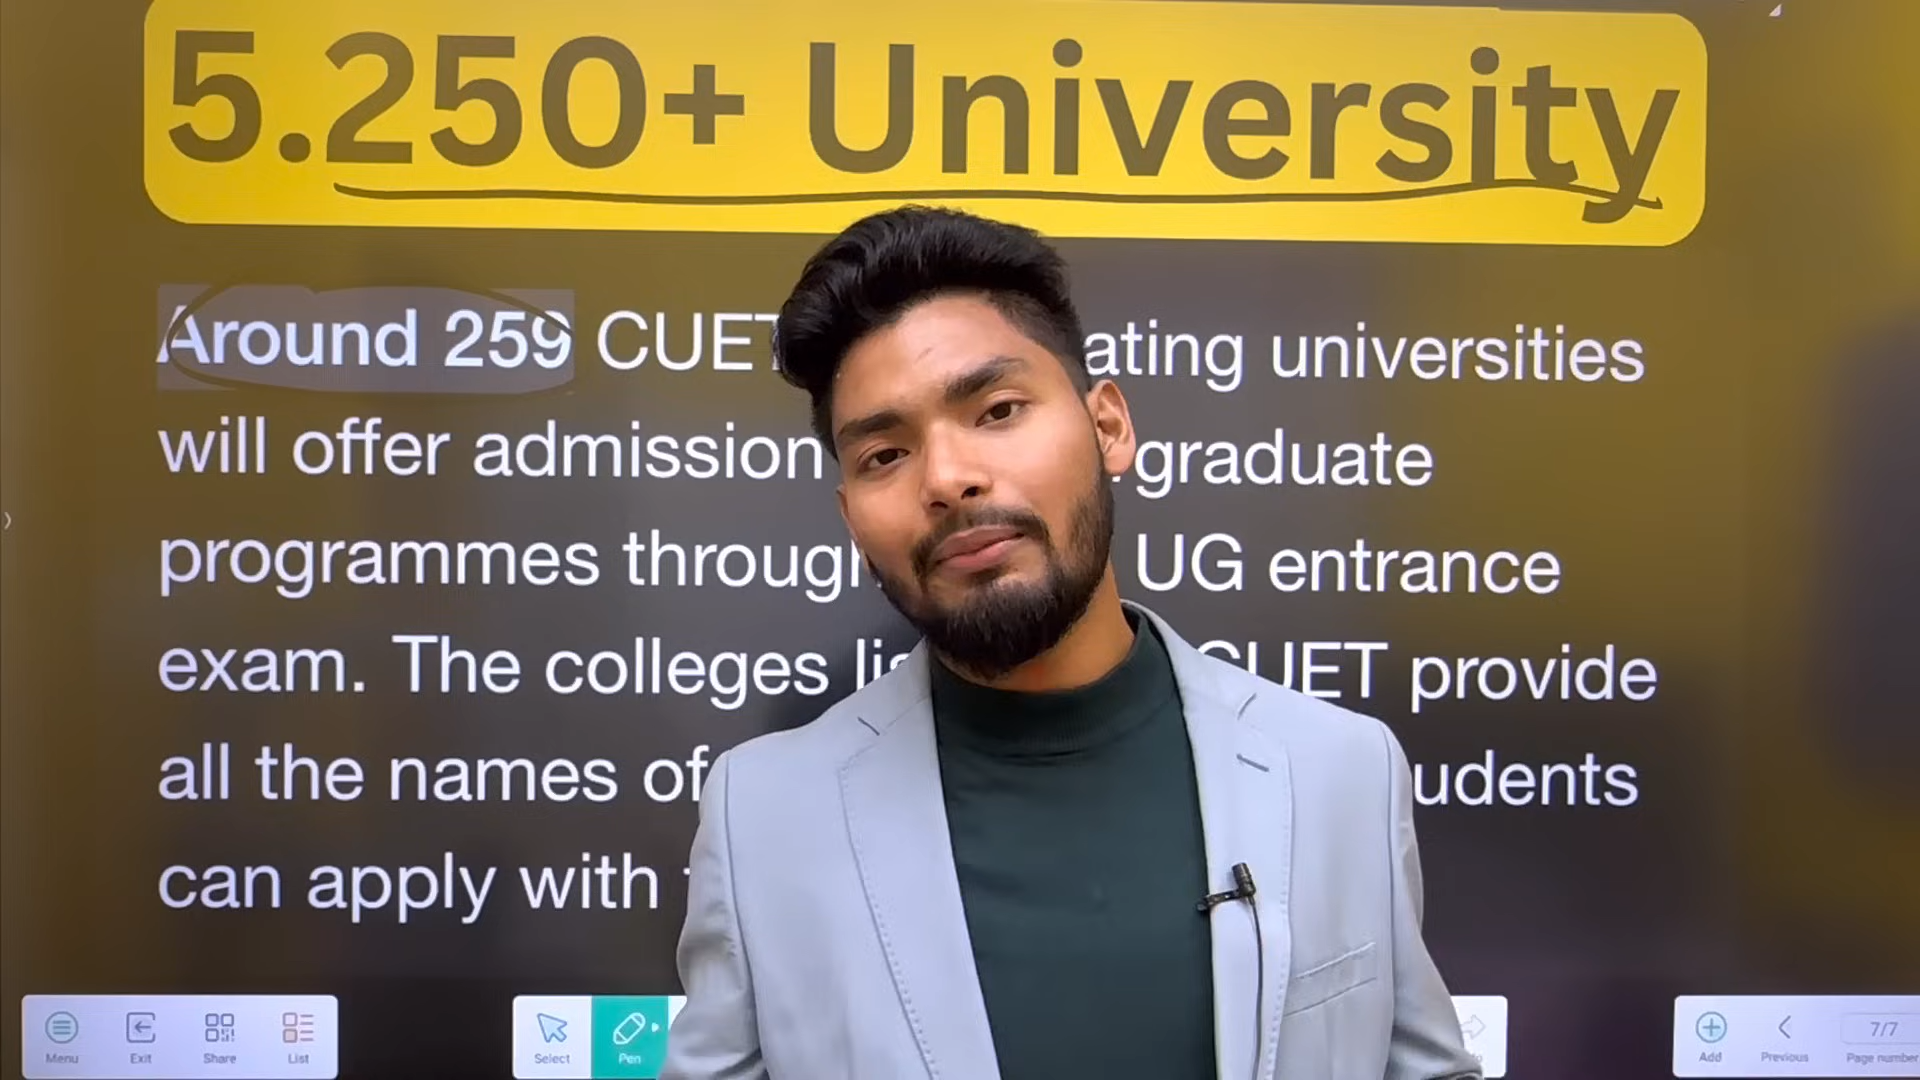 5.250+ University
Around 259 CUET ating universities
will offer admission graduate
programmes through UG entrance
exam. The colleges CUET provide
all the names of udents
can apply with
Menu Exit Share List Select Pen Add Previous 7/7 Page number